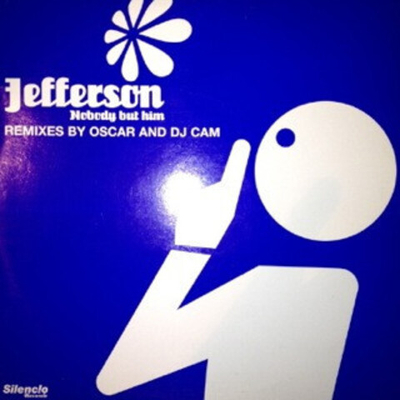 Jefferson
Nobody but him
REMIXES BY OSCAR AND DJ CAM
Silencio
Records